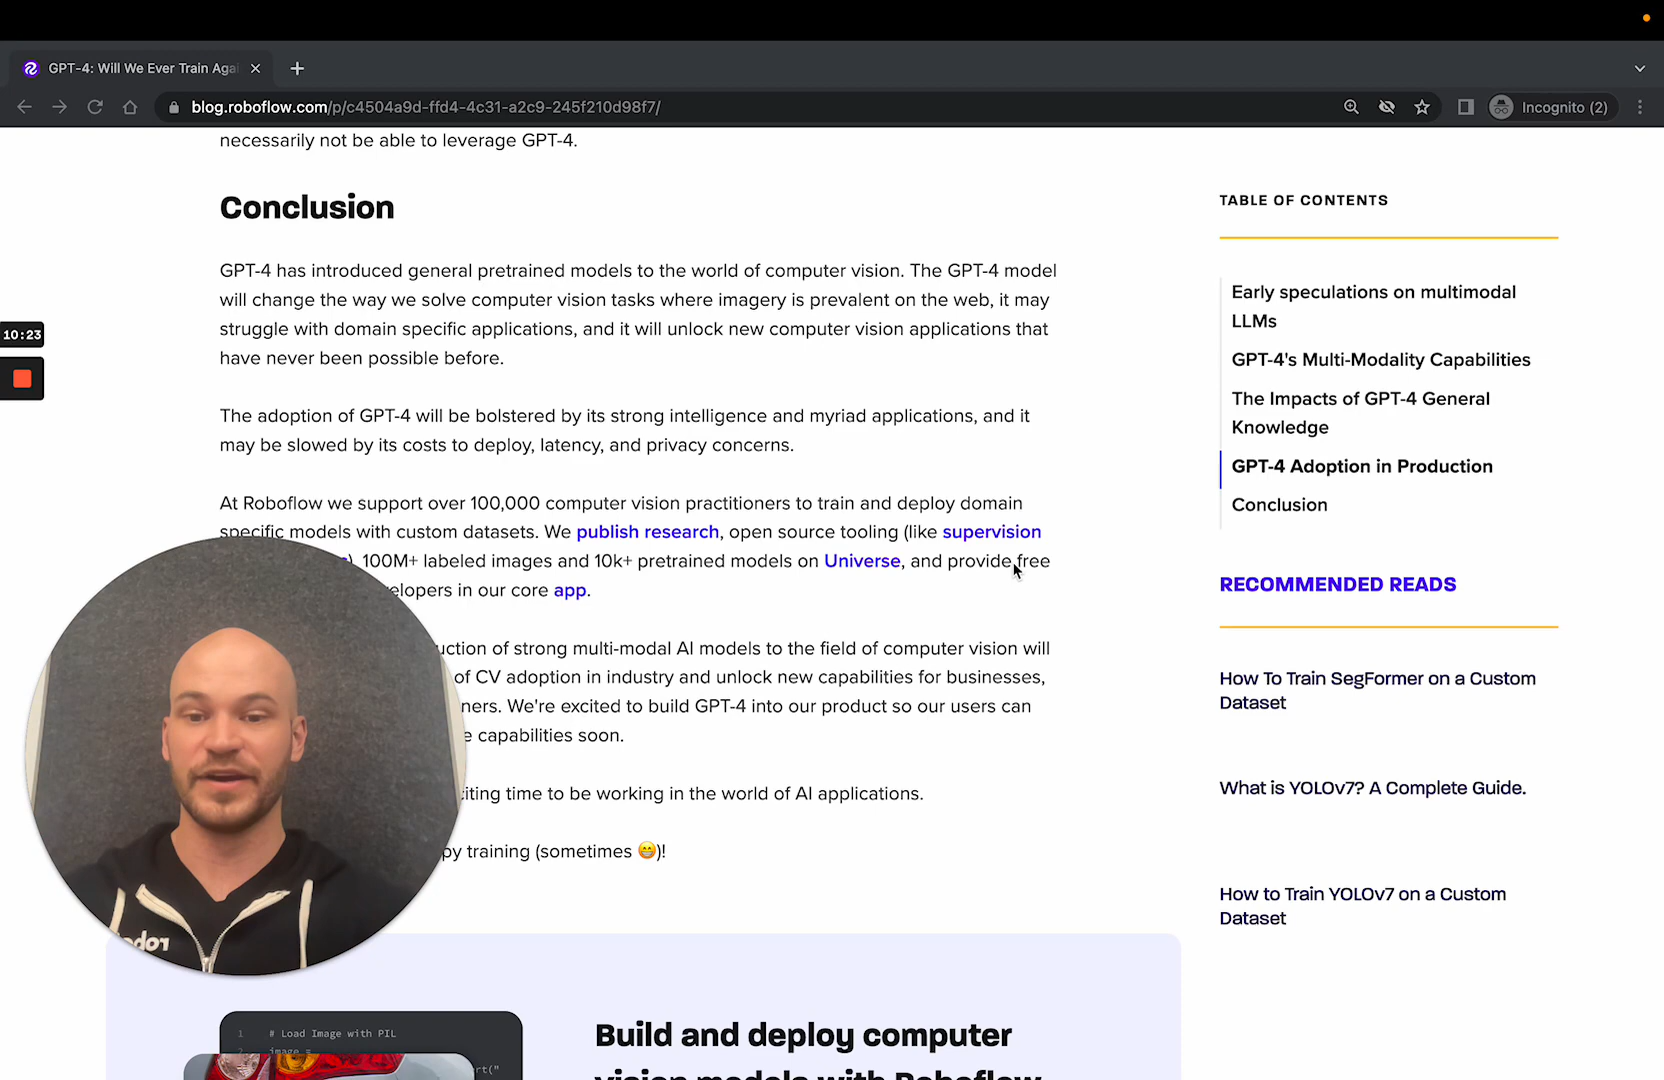 GPT-4: Will We Ever Train Agai
blog.roboflow.com/p/c4504a9d-ffd4-4c31-a2c9-245f210d98f7/
Incognito (2)
necessarily not be able to leverage GPT-4.
Conclusion
GPT-4 has introduced general pretrained models to the world of computer vision. The GPT-4 model
will change the way we solve computer vision tasks where imagery is prevalent on the web, it may
struggle with domain specific applications, and it will unlock new computer vision applications that
have never been possible before.
The adoption of GPT-4 will be bolstered by its strong intelligence and myriad applications, and it
may be slowed by its costs to deploy, latency, and privacy concerns.
At Roboflow we support over 100,000 computer vision practitioners to train and deploy domain
specific models with custom datasets. We publish research, open source tooling (like supervision
), 100M+ labeled images and 10k+ pretrained models on Universe, and provide free
elopers in our core app.
uction of strong multi-modal AI models to the field of computer vision will
of CV adoption in industry and unlock new capabilities for businesses,
ners. We're excited to build GPT-4 into our product so our users can
e capabilities soon.
citing time to be working in the world of AI applications.
py training (sometimes 😁)!
10:23
TABLE OF CONTENTS
Early speculations on multimodal
LLMs
GPT-4's Multi-Modality Capabilities
The Impacts of GPT-4 General
Knowledge
GPT-4 Adoption in Production
Conclusion
RECOMMENDED READS
How To Train SegFormer on a Custom
Dataset
What is YOLOv7? A Complete Guide.
How to Train YOLOv7 on a Custom
Dataset
1 # Load Image with PIL
2 image =
rt("
Build and deploy computer
vision models with Roboflow